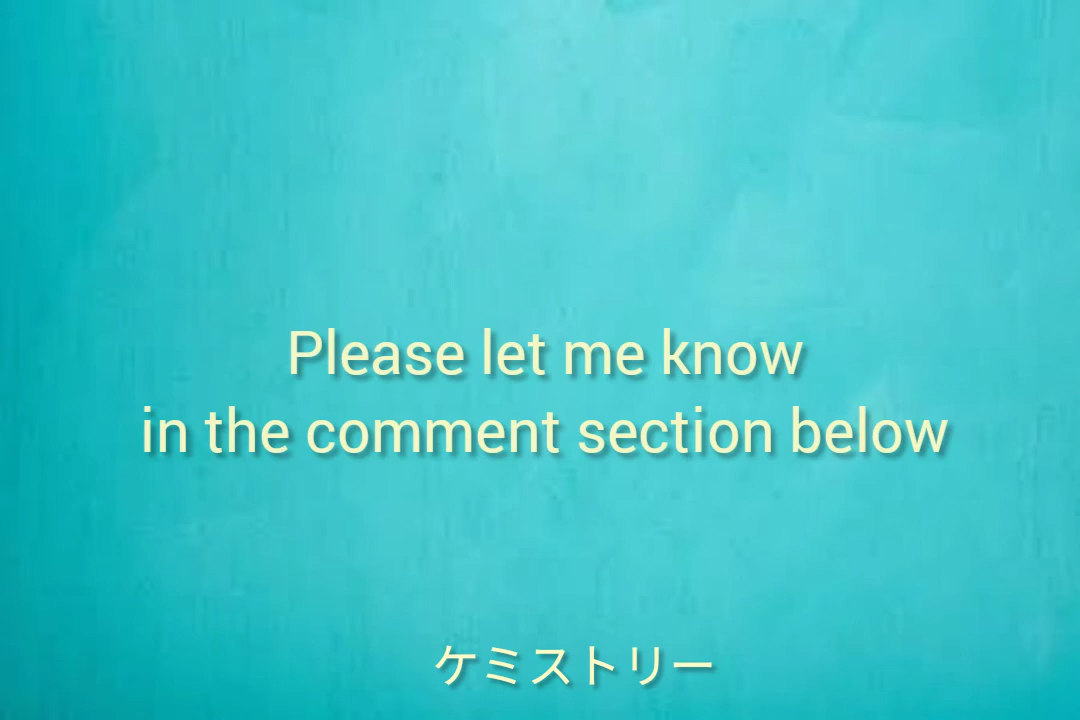 Please let me know
in the comment section below
ケミストリー